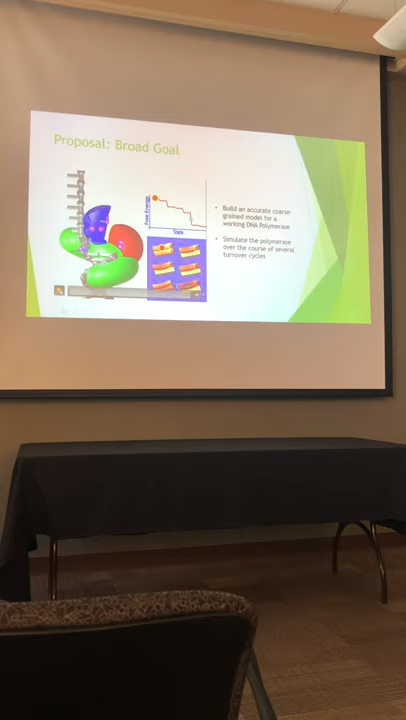 Proposal: Broad Goal
Free Energy
State
• Build an accurate coarse-
grained model for a
working DNA Polymerase
• Simulate the polymerase
over the course of several
turnover cycles